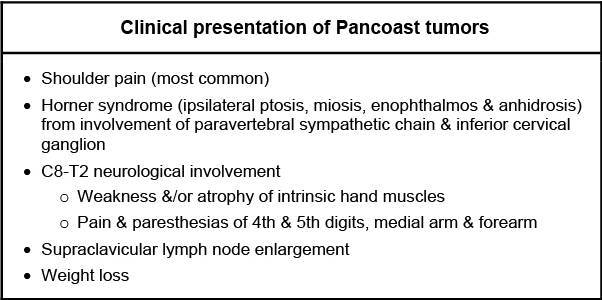 Clinical presentation of Pancoast tumors
• Shoulder pain (most common)
• Horner syndrome (ipsilateral ptosis, miosis, enophthalmos & anhidrosis)
from involvement of paravertebral sympathetic chain & inferior cervical
ganglion
• C8-T2 neurological involvement
o Weakness &/or atrophy of intrinsic hand muscles
o Pain & paresthesias of 4th & 5th digits, medial arm & forearm
• Supraclavicular lymph node enlargement
• Weight loss